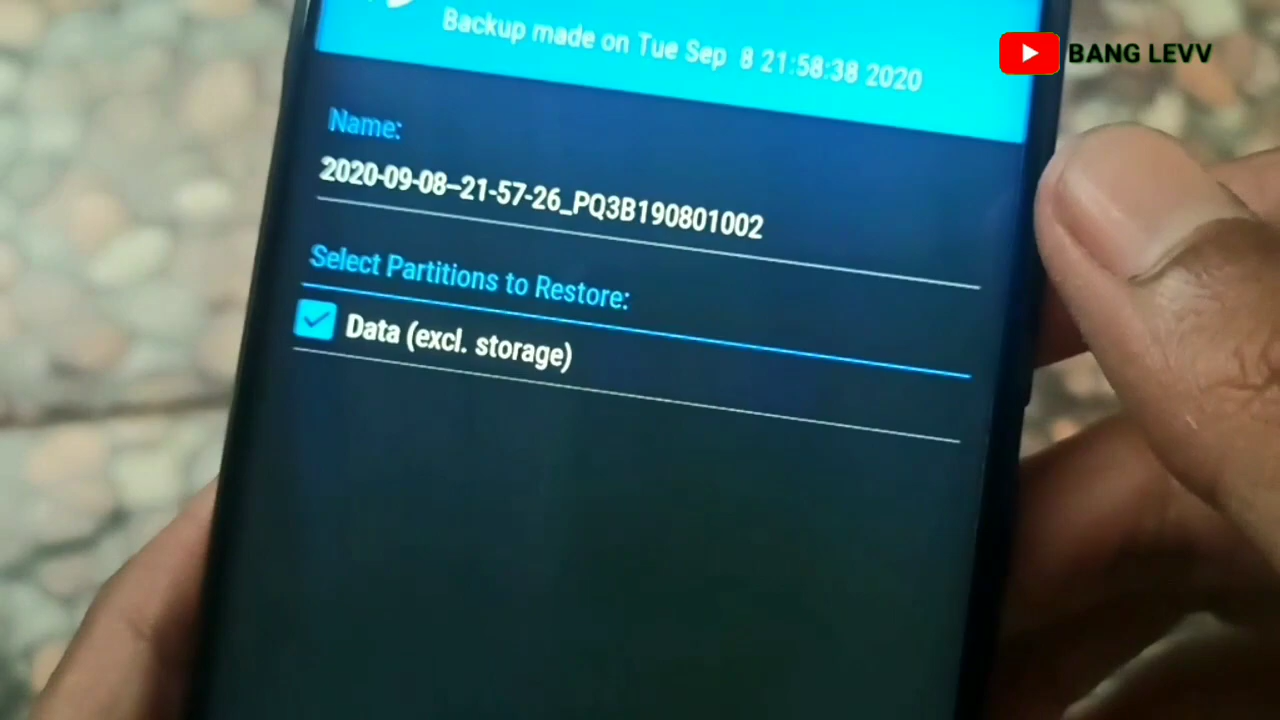 Backup made on Tue Sep 8 21:58:38 2020
BANG LEVV
Name:
2020-09-08--21-57-26_PQ3B190801002
Select Partitions to Restore:
Data (excl. storage)